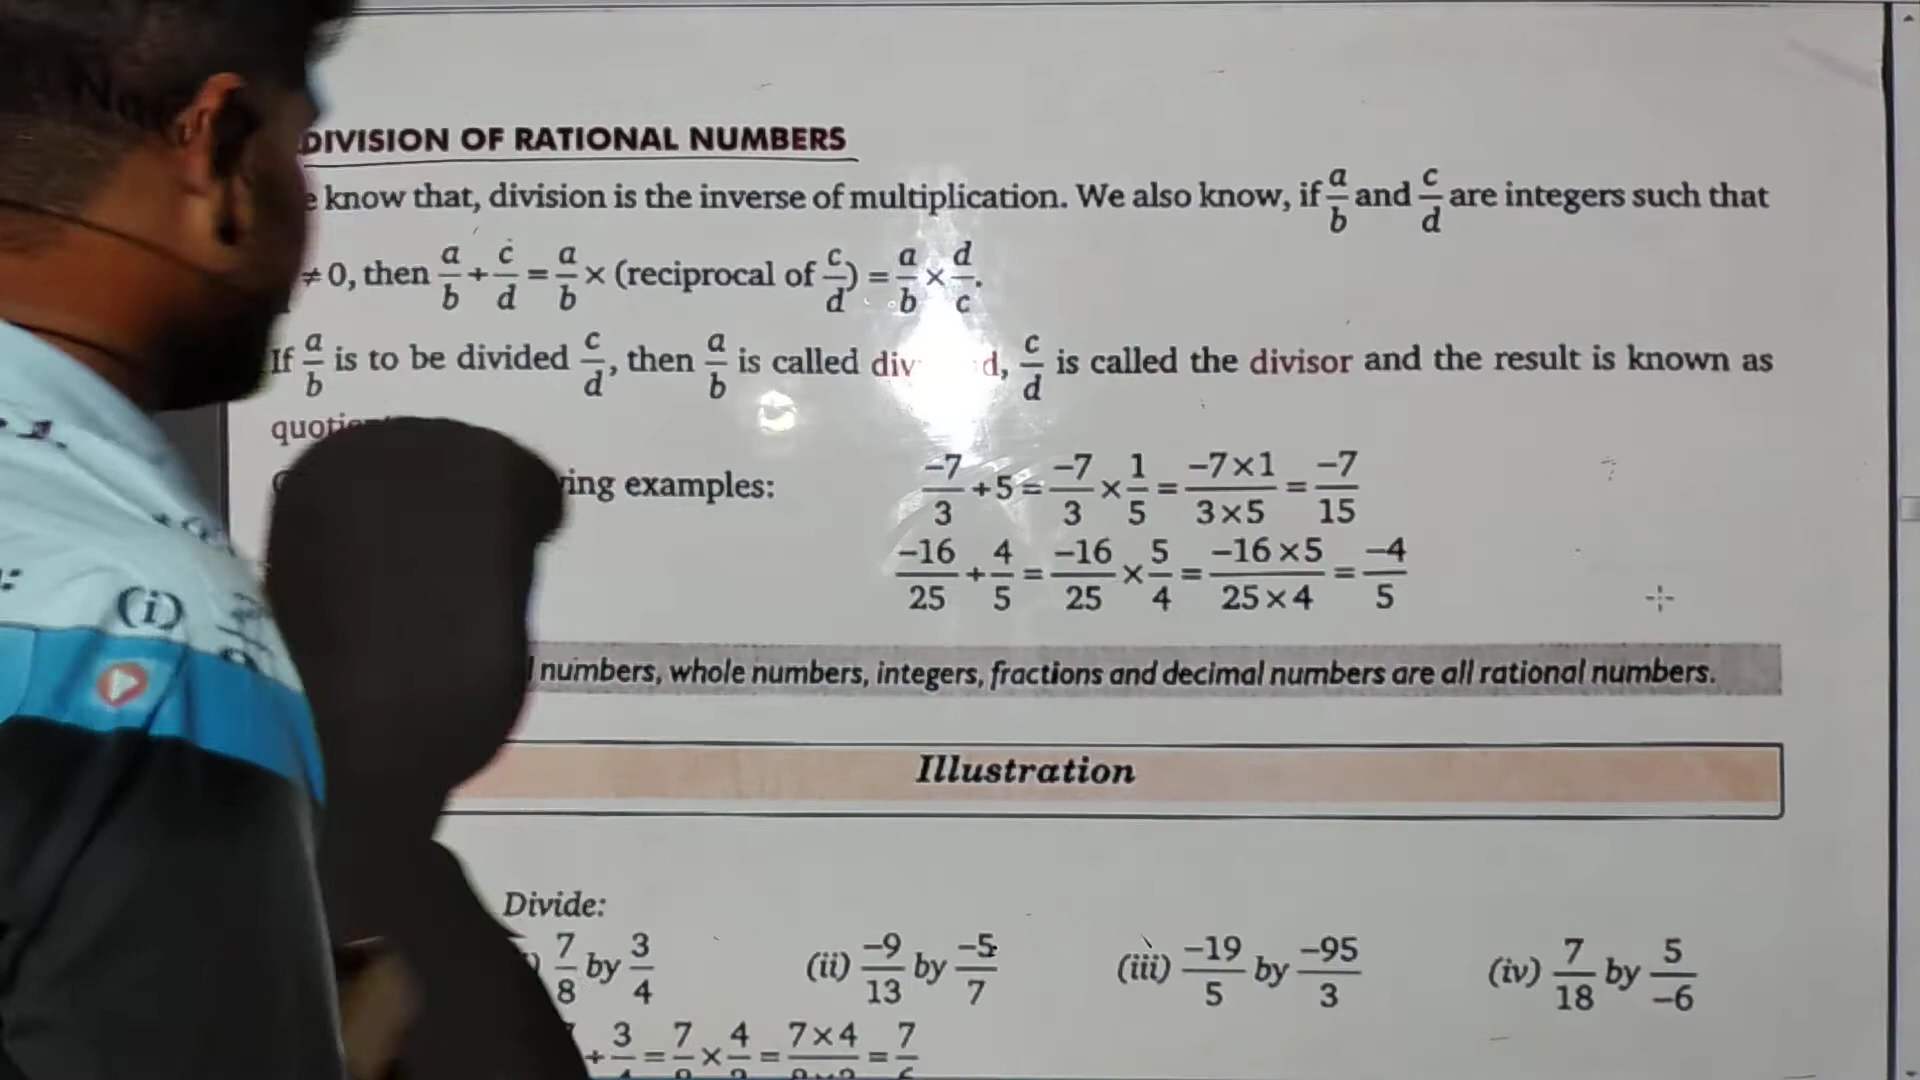 DIVISION OF RATIONAL NUMBERS
know that, division is the inverse of multiplication. We also know, if a/b and c/d are integers such that
≠ 0, then a/b + c/d = a/b × (reciprocal of c/d) = a/b × d/c.
If a/b is to be divided c/d, then a/b is called c/d is called the divisor and the result is known as
examples: -7/3 + 5 = -7/3 × 1/5 = -7×1/3×5 = -7/15
-16/25 + 4/5 = -16/25 × 5/4 = -16×5/25×4 = -4/5
numbers, whole numbers, integers, fractions and decimal numbers are all rational numbers.
Illustration
Divide:
7/8 by 3/4 (ii) -9/13 by -5/7 (iii) -19/5 by -95/3 (iv) 7/18 by 5/-6
(i)